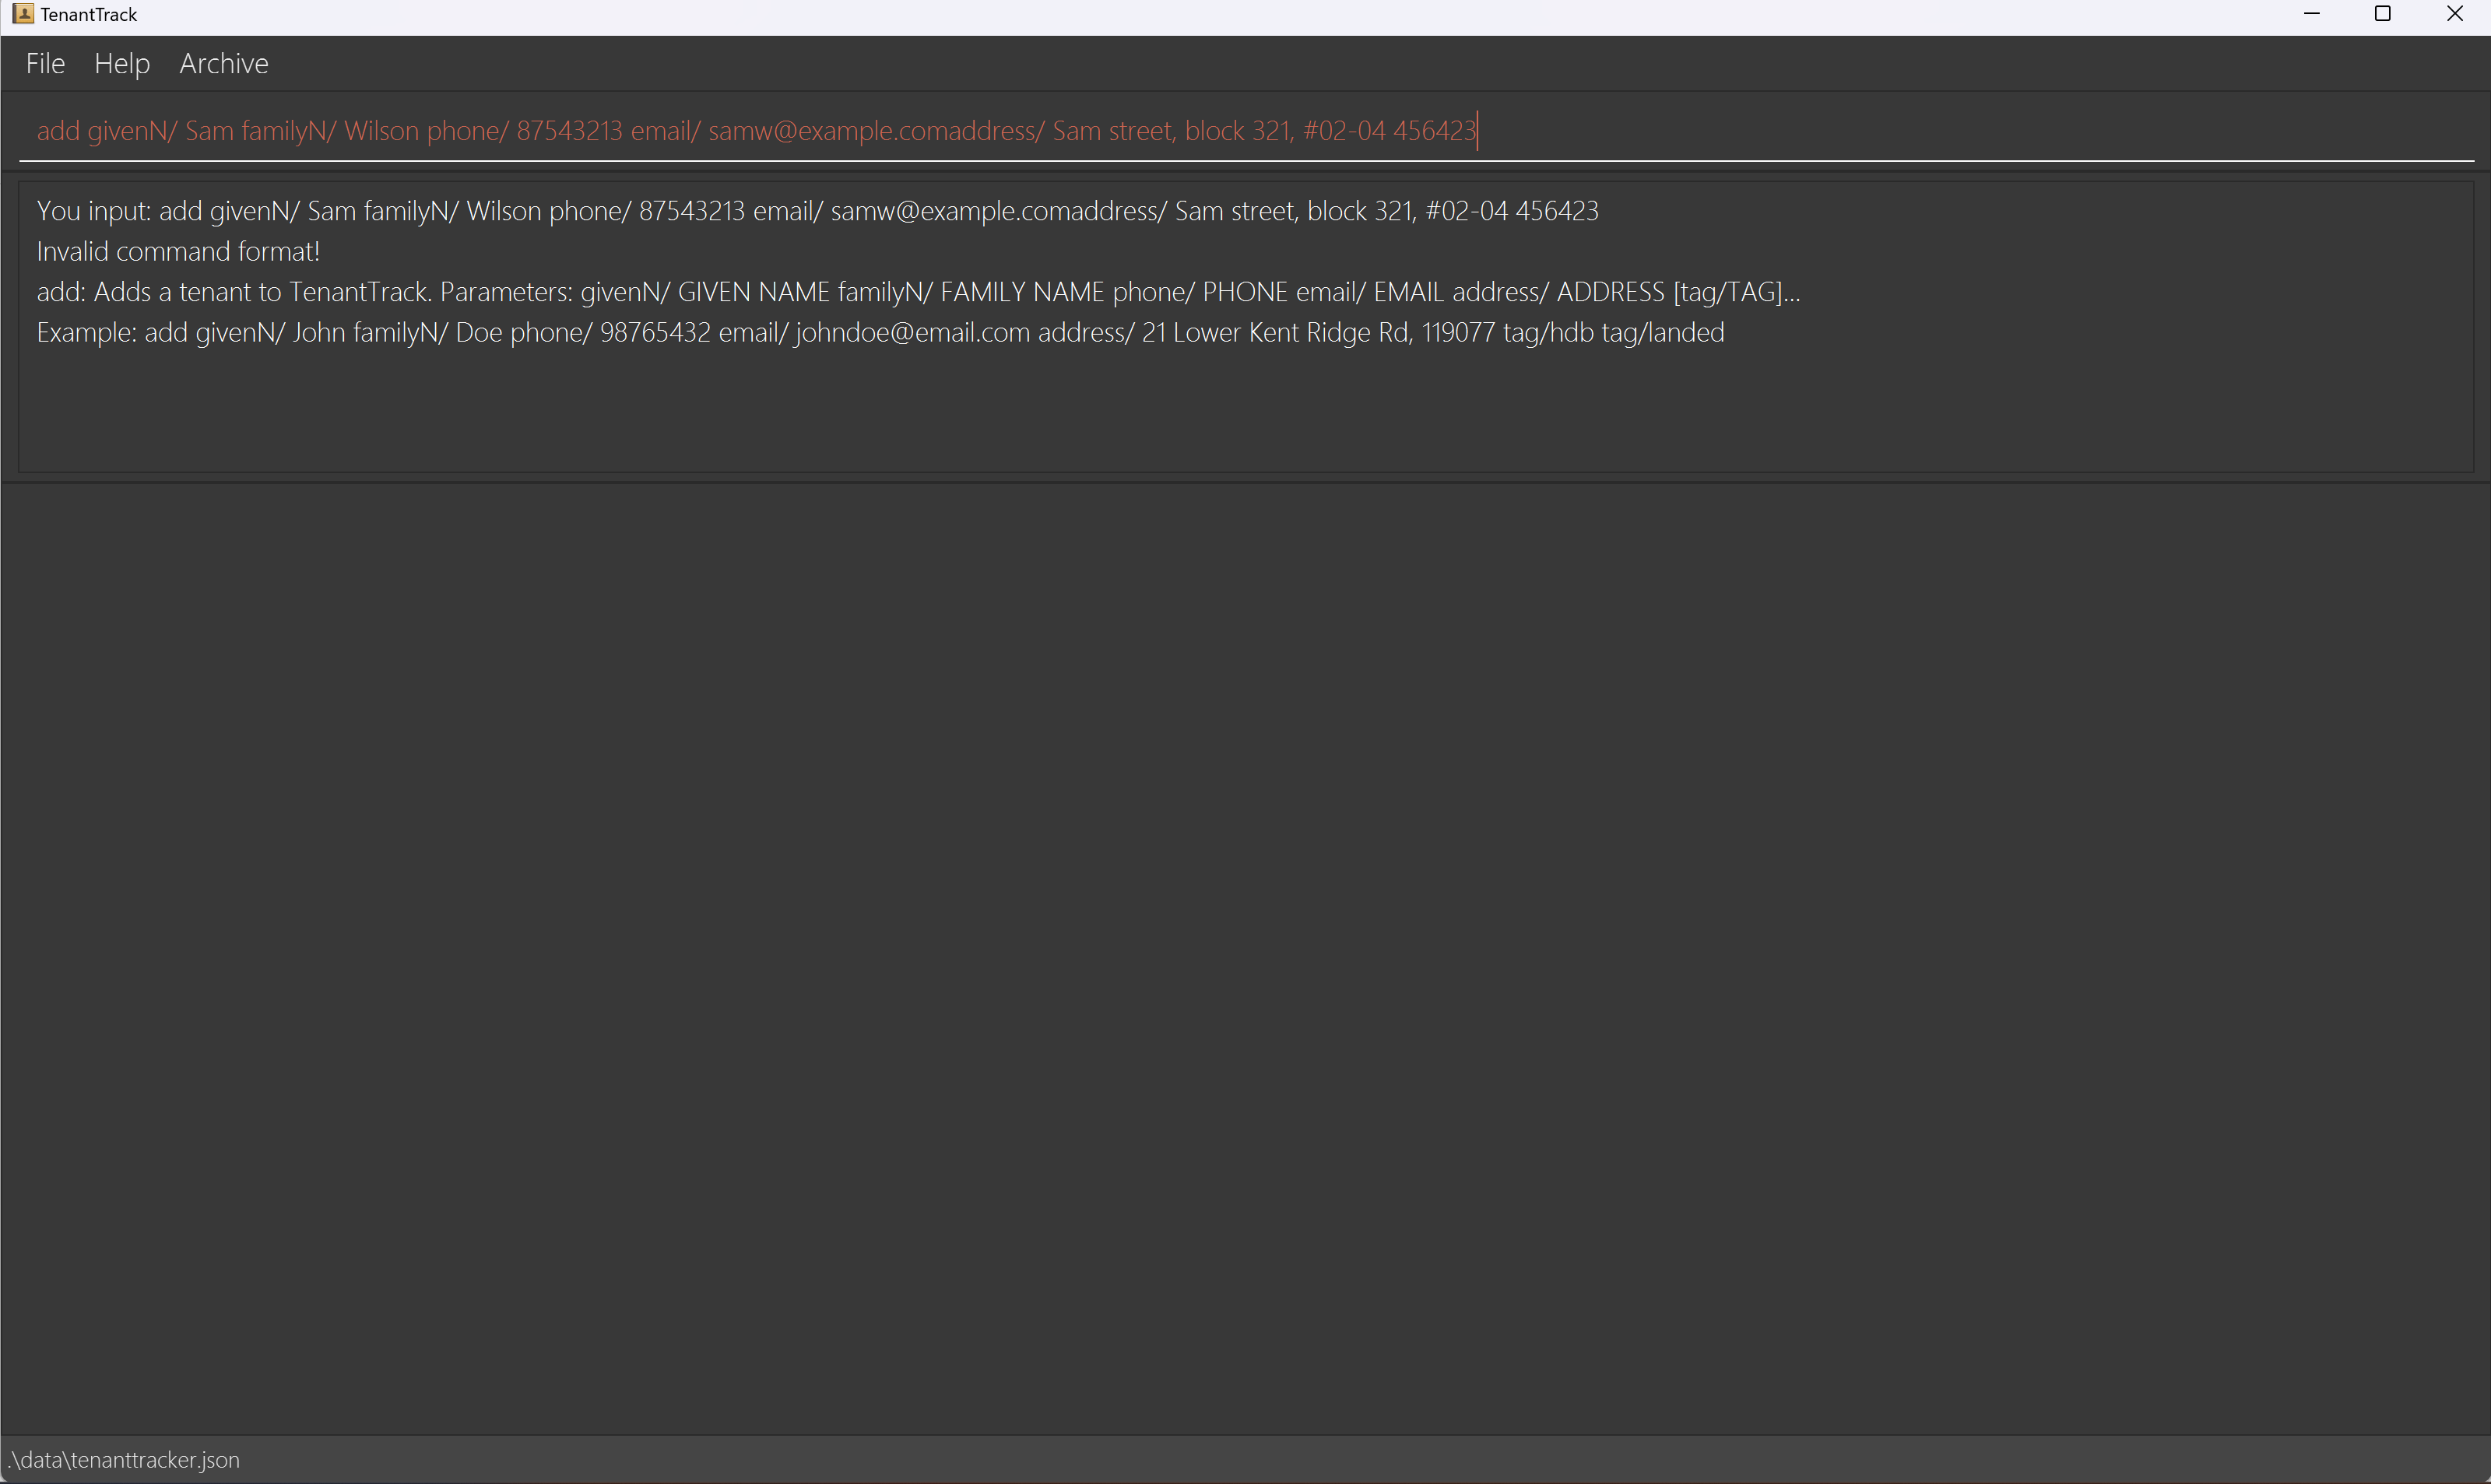 TenantTrack
File Help Archive
add givenN/ Sam familyN/ Wilson phone/ 87543213 email/ samw@example.comaddress/ Sam street, block 321, #02-04 456423
You input: add givenN/ Sam familyN/ Wilson phone/ 87543213 email/ samw@example.comaddress/ Sam street, block 321, #02-04 456423
Invalid command format!
add: Adds a tenant to TenantTrack. Parameters: givenN/ GIVEN NAME familyN/ FAMILY NAME phone/ PHONE email/ EMAIL address/ ADDRESS [tag/TAG]...
Example: add givenN/ John familyN/ Doe phone/ 98765432 email/ johndoe@email.com address/ 21 Lower Kent Ridge Rd, 119077 tag/hdb tag/landed
.\data\tenanttracker.json